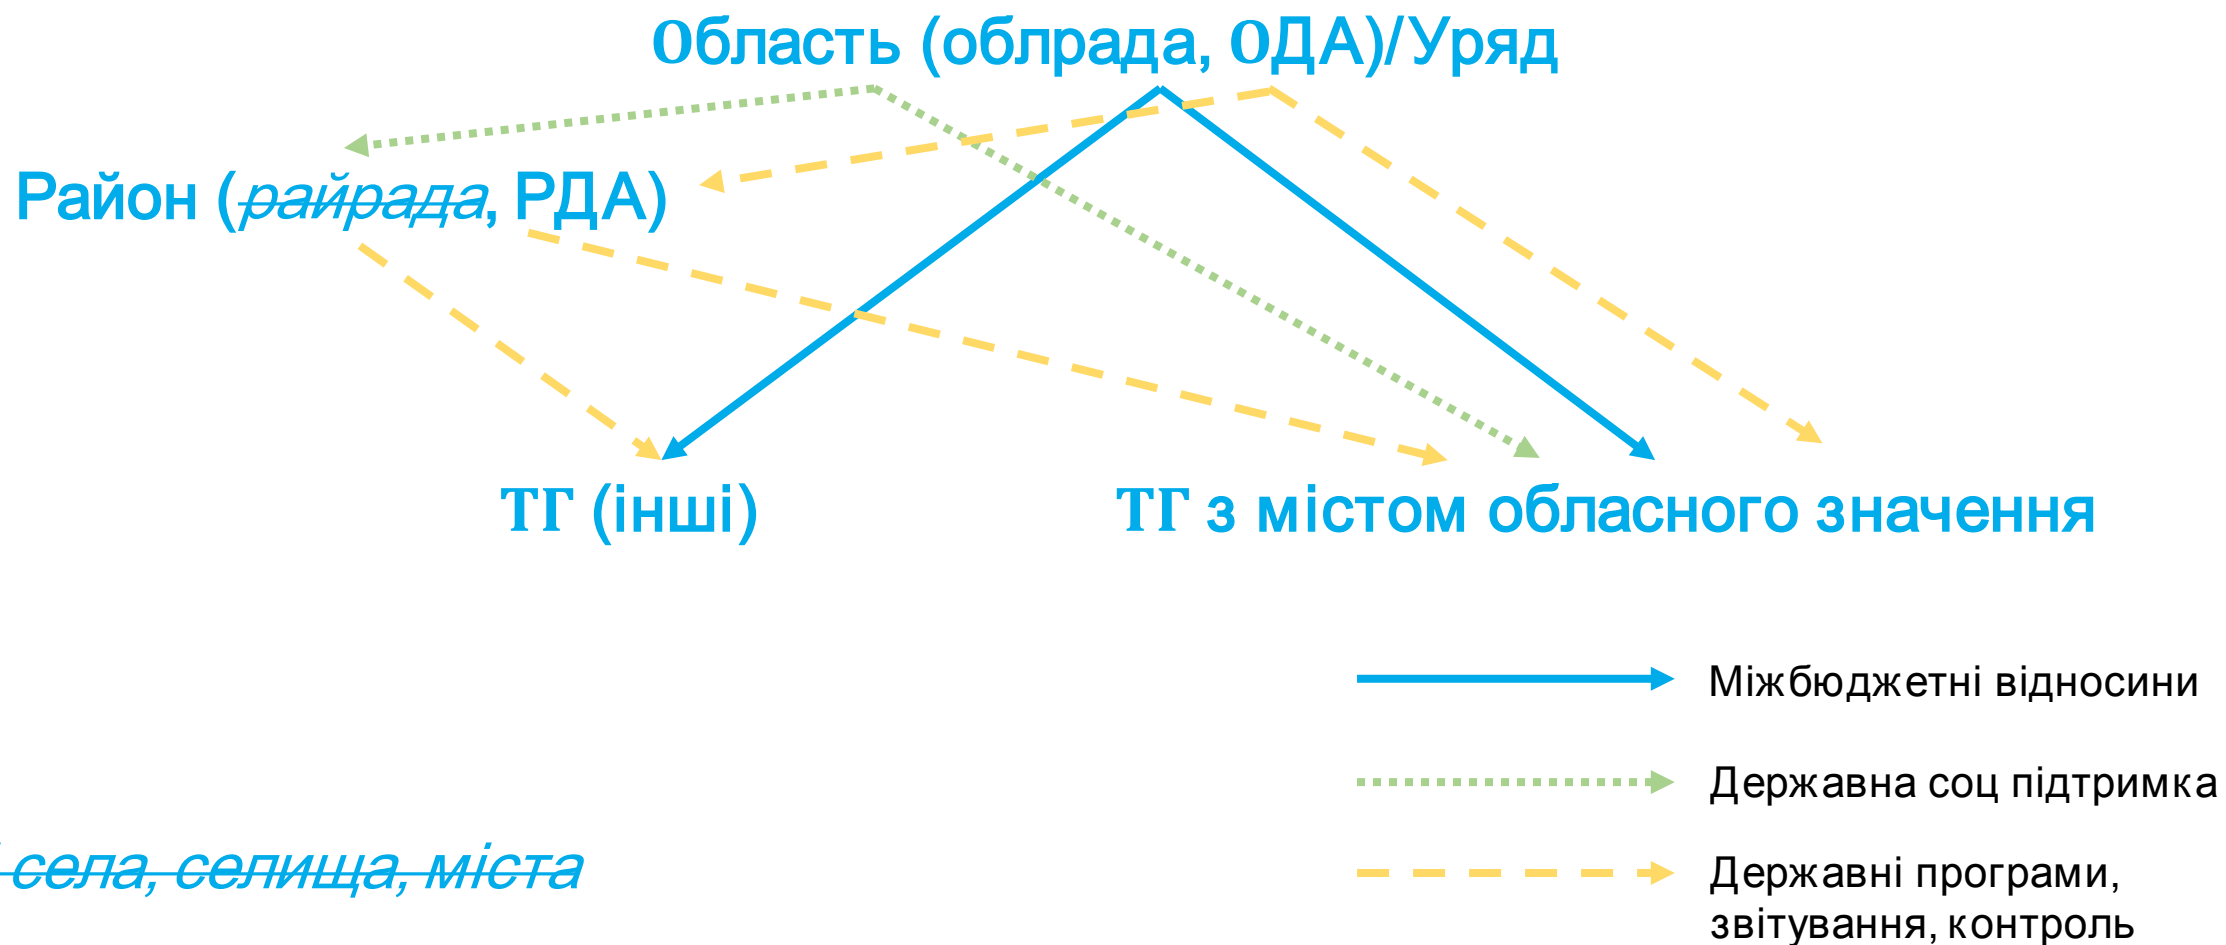 Область (облрада, ОДА)/Уряд
Район (райрада, РДА)
ТГ (інші)
ТГ з містом обласного значення
Міжбюджетні відносини
Державна соц підтримка
села, селища, міста
Державні програми,
звітування, контроль